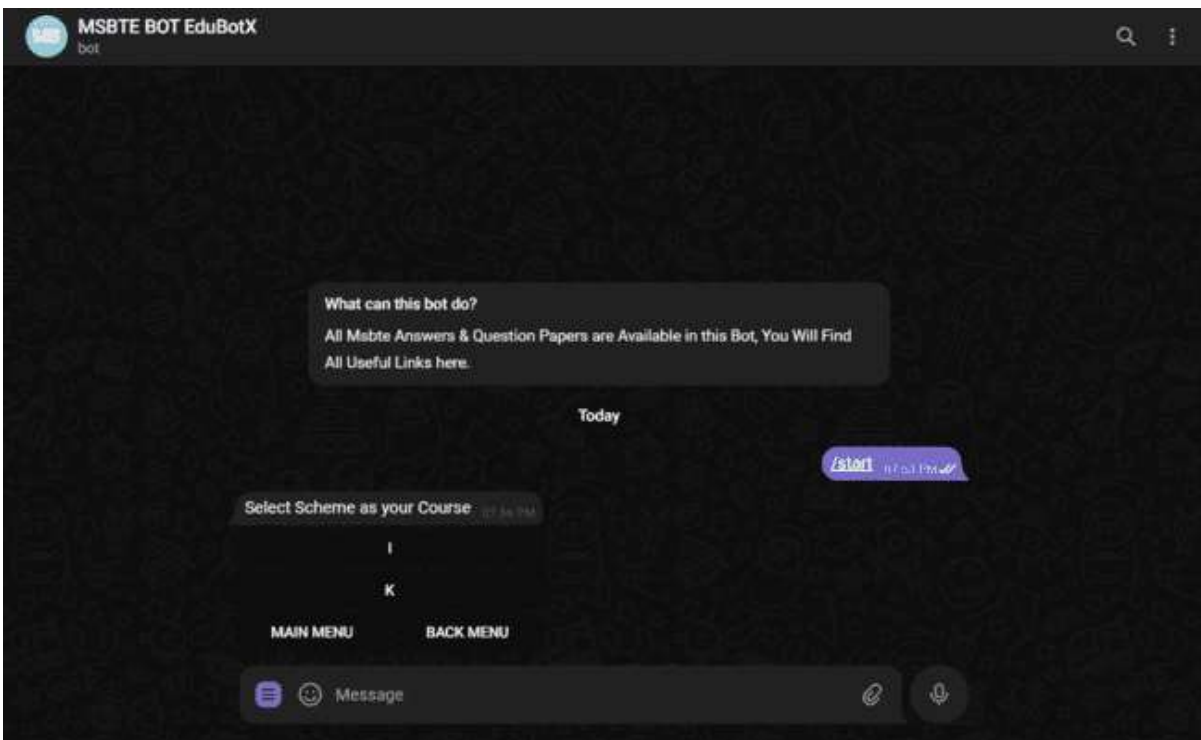 MSBTE BOT EduBotX
bot
What can this bot do?
All Msbte Answers & Question Papers are Available in this Bot, You Will Find
All Useful Links here.
Today
/start
Select Scheme as your Course
I
K
MAIN MENU BACK MENU
Message